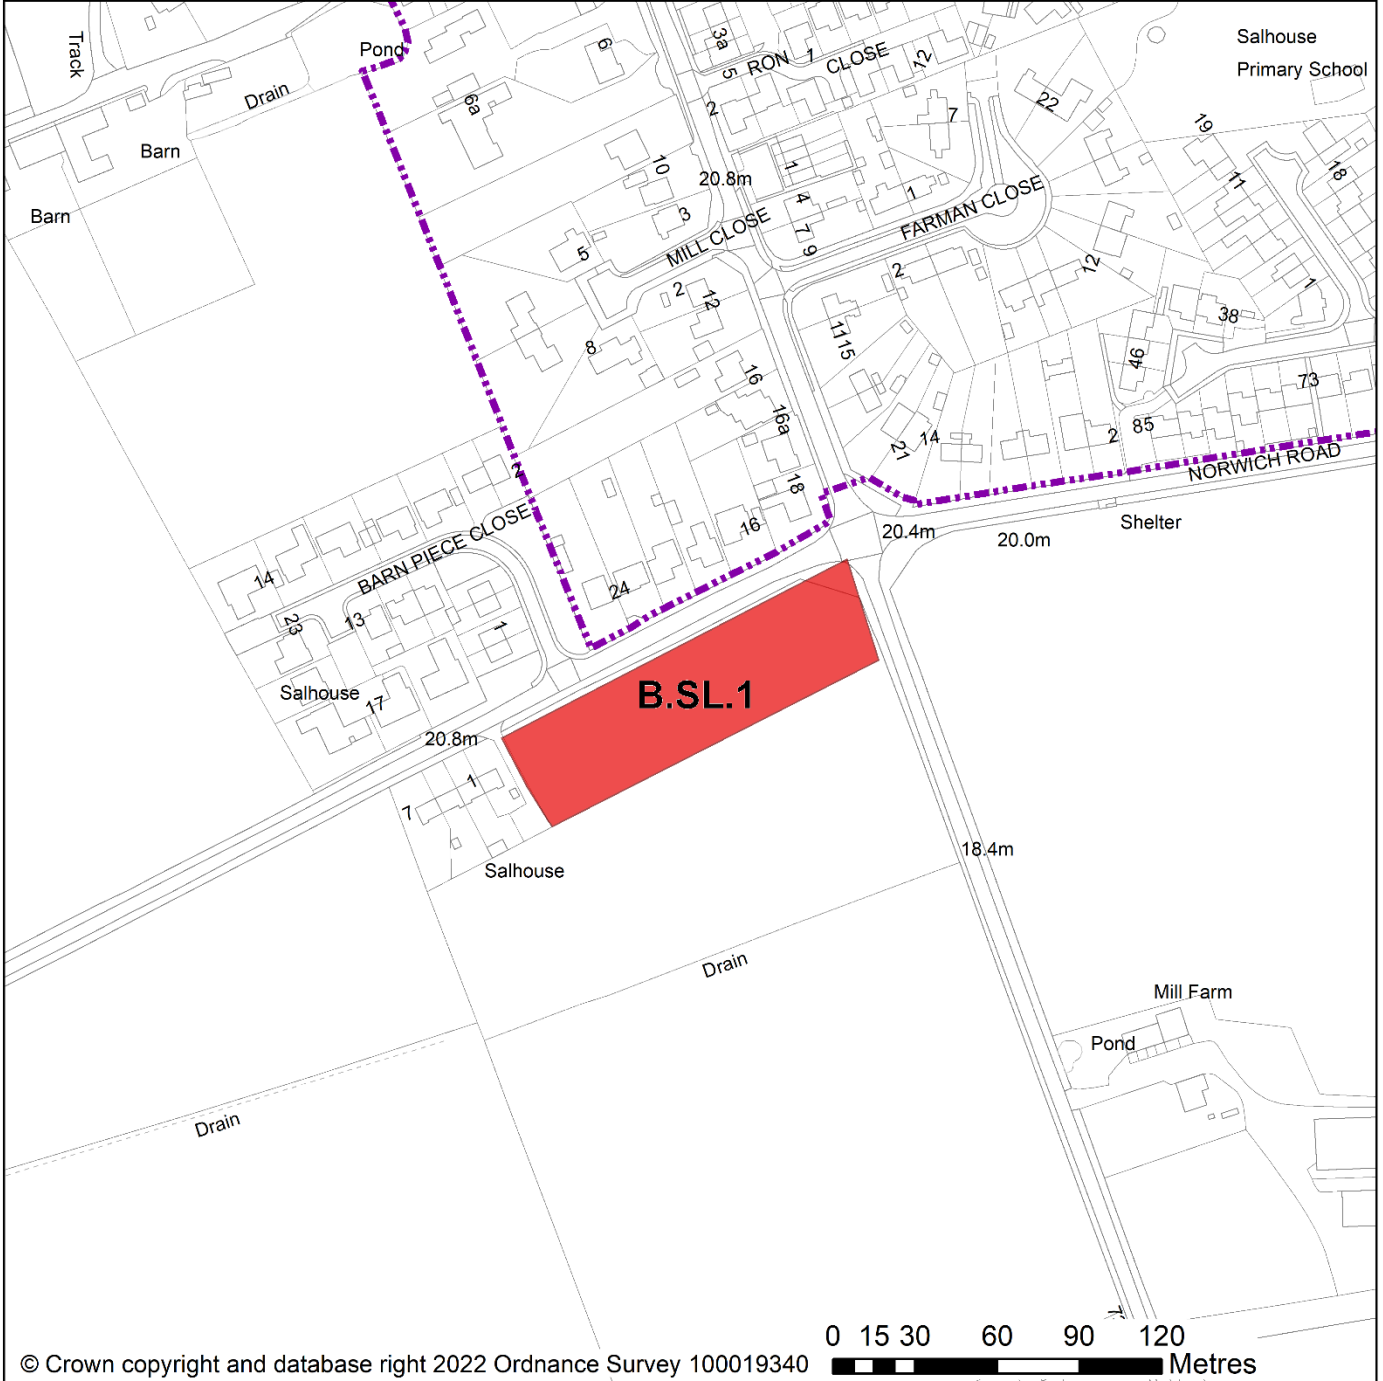 Track
Pond
6
3a
5
RON 1 CLOSE
12
Salhouse
Primary School
Drain
6a
2
7
22
19
Barn
10
20.8m
1
4
1
11
18
Barn
3
MILL CLOSE
7
9
FARMAN CLOSE
5
2
12
2
12
1
8
1115
38
46
16
16a
73
21
14
2
85
NORWICH ROAD
2
18
16
20.4m
20.0m
Shelter
BARN PIECE CLOSE
14
24
23
13
1
Salhouse
17
B.SL.1
20.8m
1
7
Salhouse
18.4m
Drain
Mill Farm
Pond
Drain
0 15 30 60 90 120
Metres
© Crown copyright and database right 2022 Ordnance Survey 100019340